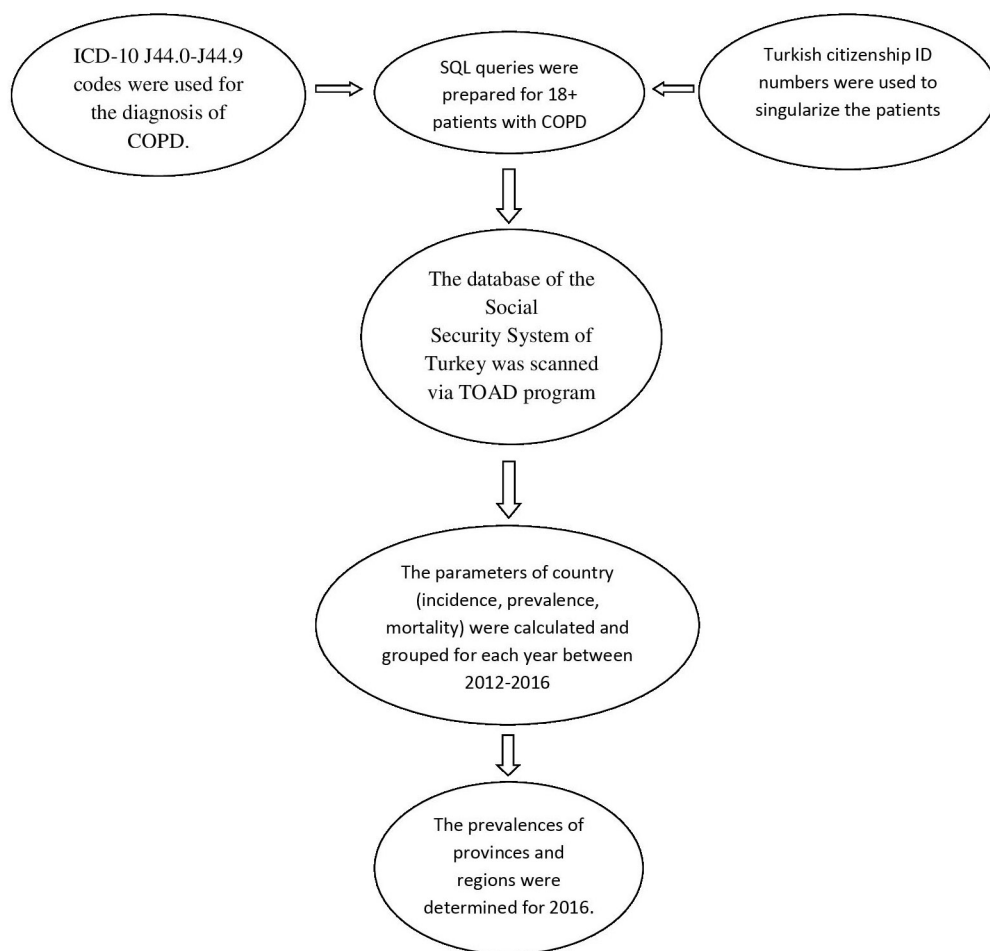 ICD-10 J44.0-J44.9
codes were used for
the diagnosis of
COPD.
SQL queries were
prepared for 18+
patients with COPD
Turkish citizenship ID
numbers were used to
singularize the patients
The database of the
Social
Security System of
Turkey was scanned
via TOAD program
The parameters of country
(incidence, prevalence,
mortality) were calculated and
grouped for each year between
2012-2016
The prevalences of
provinces and
regions were
determined for 2016.